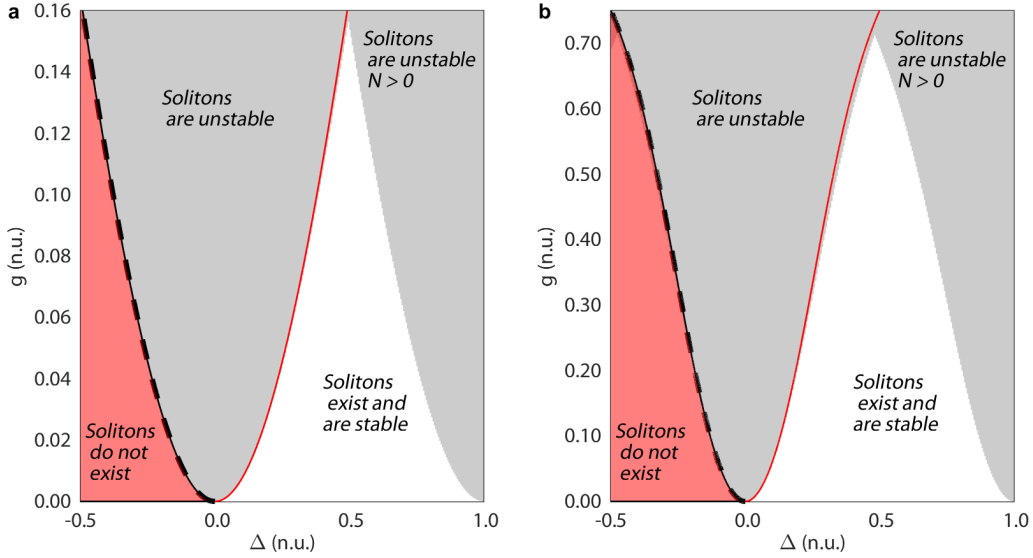 a
0.16
0.14
0.12
0.10
0.08
0.06
0.04
0.02
0.00
g (n.u.)
-0.5
0.0
0.5
1.0
Δ (n.u.)
Solitons
are unstable
Solitons
are unstable
N > 0
Solitons
do not
exist
Solitons
exist and
are stable
b
0.70
0.60
0.50
0.40
0.30
0.20
0.10
0.00
g (n.u.)
-0.5
0.0
0.5
1.0
Δ (n.u.)
Solitons
are unstable
Solitons
are unstable
N > 0
Solitons
do not
exist
Solitons
exist and
are stable